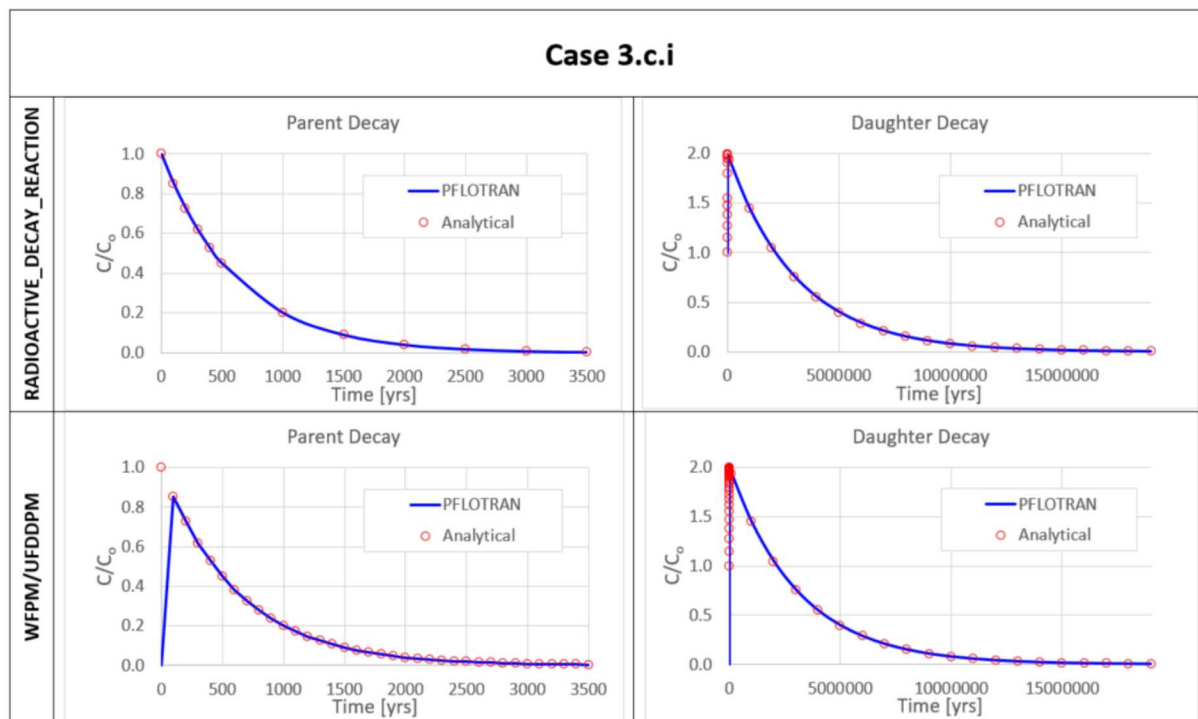 Case 3.c.i
RADIOACTIVE_DECAY_REACTION
Parent Decay
1.0
0.8
0.6
0.4
0.2
0.0
C/Co
PFLOTRAN
Analytical
0 500 1000 1500 2000 2500 3000 3500
Time [yrs]
Daughter Decay
2.0
1.5
1.0
0.5
0.0
C/Co
PFLOTRAN
Analytical
0 5000000 10000000 15000000
Time [yrs]
WFPM/UFDDPM
Parent Decay
1.0
0.8
0.6
0.4
0.2
0.0
C/Co
PFLOTRAN
Analytical
0 500 1000 1500 2000 2500 3000 3500
Time [yrs]
Daughter Decay
2.0
1.5
1.0
0.5
0.0
C/Co
PFLOTRAN
Analytical
0 5000000 10000000 15000000
Time [yrs]